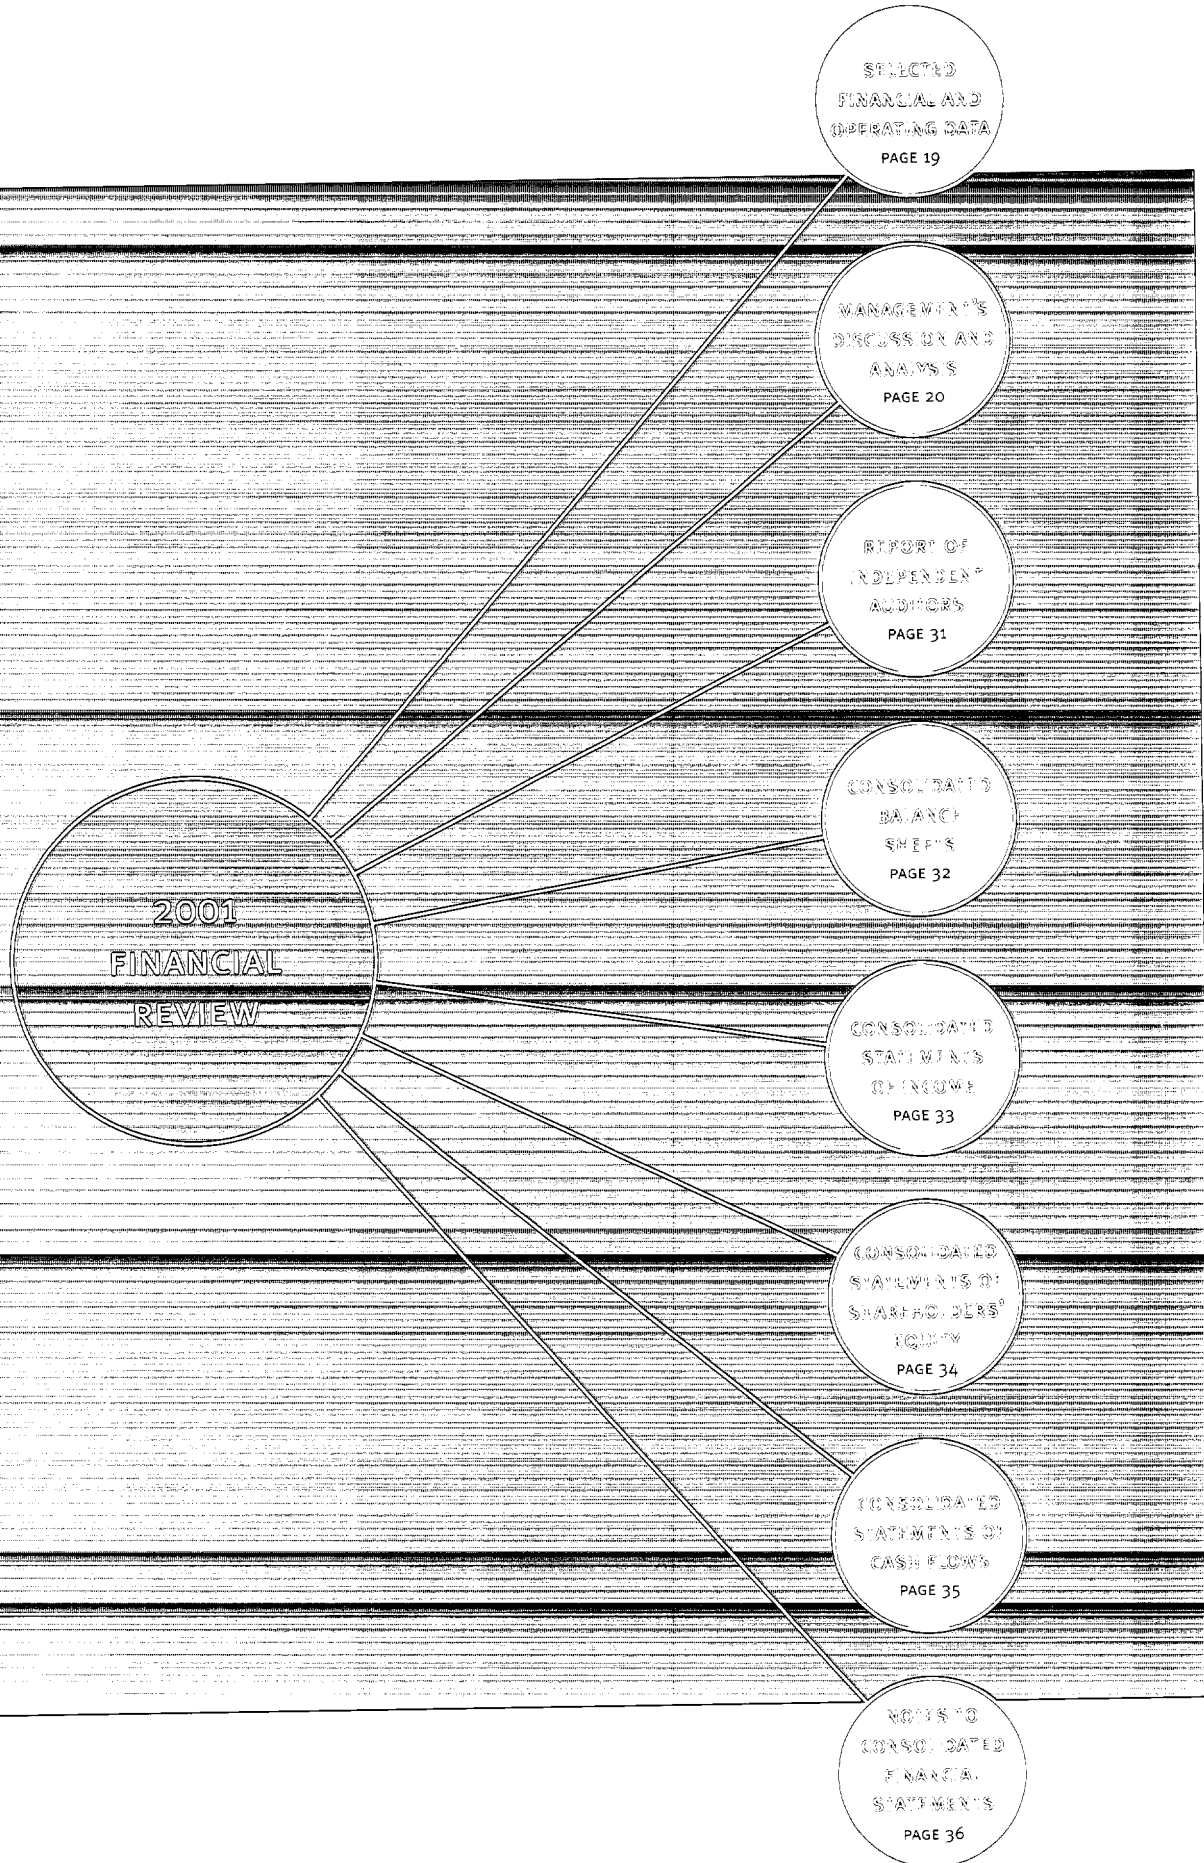 SELECTED
FINANCIAL AND
OPERATING DATA
PAGE 19
MANAGEMENT'S
DISCUSSION AND
ANALYSIS
PAGE 20
REPORT OF
INDEPENDENT
AUDITORS
PAGE 31
CONSOLIDATED
BALANCE
SHEETS
PAGE 32
2001
FINANCIAL
REVIEW
CONSOLIDATED
STATEMENTS
OF INCOME
PAGE 33
CONSOLIDATED
STATEMENTS OF
SHAREHOLDERS'
EQUITY
PAGE 34
CONSOLIDATED
STATEMENTS OF
CASH FLOWS
PAGE 35
NOTES TO
CONSOLIDATED
FINANCIAL
STATEMENTS
PAGE 36